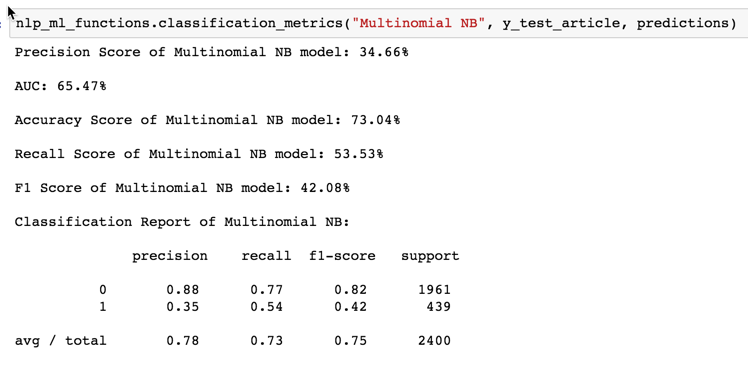 nlp_ml_functions.classification_metrics("Multinomial NB", y_test_article, predictions)
Precision Score of Multinomial NB model: 34.66%
AUC: 65.47%
Accuracy Score of Multinomial NB model: 73.04%
Recall Score of Multinomial NB model: 53.53%
F1 Score of Multinomial NB model: 42.08%
Classification Report of Multinomial NB:
precision recall f1-score support
0 0.88 0.77 0.82 1961
1 0.35 0.54 0.42 439
avg / total 0.78 0.73 0.75 2400